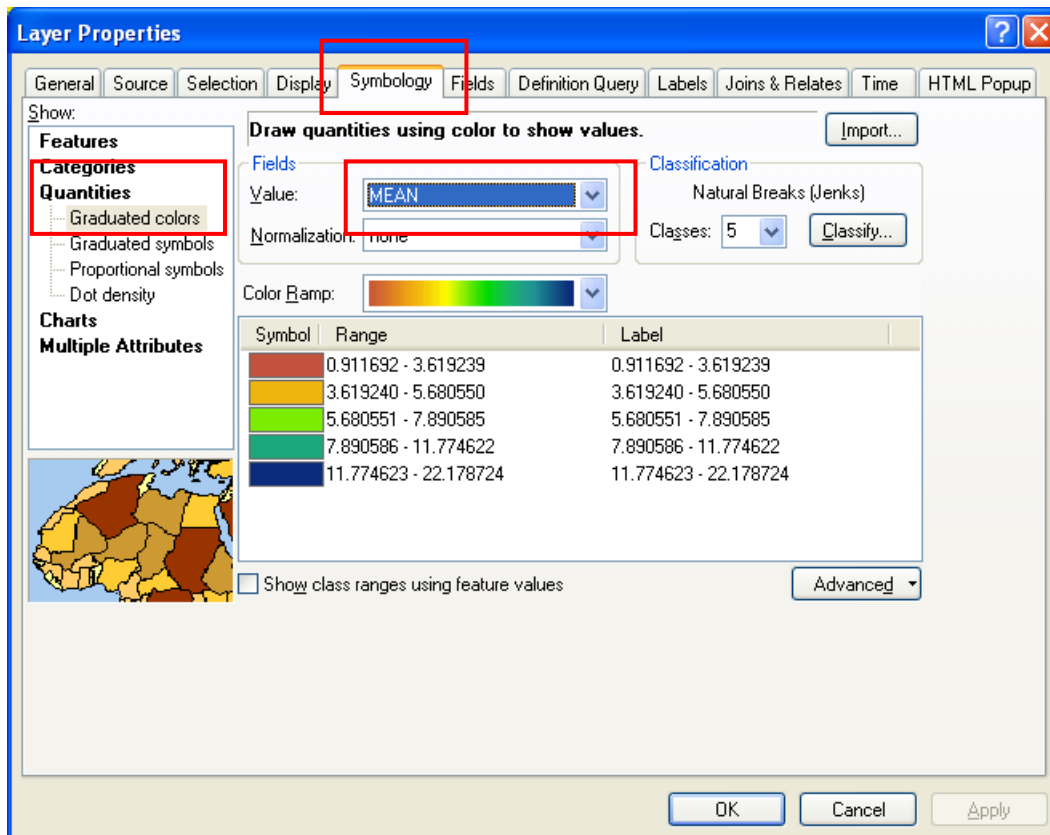 Layer Properties
General Source Selection Display Symbology Fields Definition Query Labels Joins & Relates Time HTML Popup
Show:
Features
Categories
Quantities
Graduated colors
Graduated symbols
Proportional symbols
Dot density
Charts
Multiple Attributes
Draw quantities using color to show values.
Import...
Fields
Value: MEAN
Normalization: none
Classification
Natural Breaks (Jenks)
Classes: 5 Classify...
Color Ramp:
Symbol Range Label
0.911692 - 3.619239 0.911692 - 3.619239
3.619240 - 5.680550 3.619240 - 5.680550
5.680551 - 7.890585 5.680551 - 7.890585
7.890586 - 11.774622 7.890586 - 11.774622
11.774623 - 22.178724 11.774623 - 22.178724
Show class ranges using feature values
Advanced
OK Cancel Apply